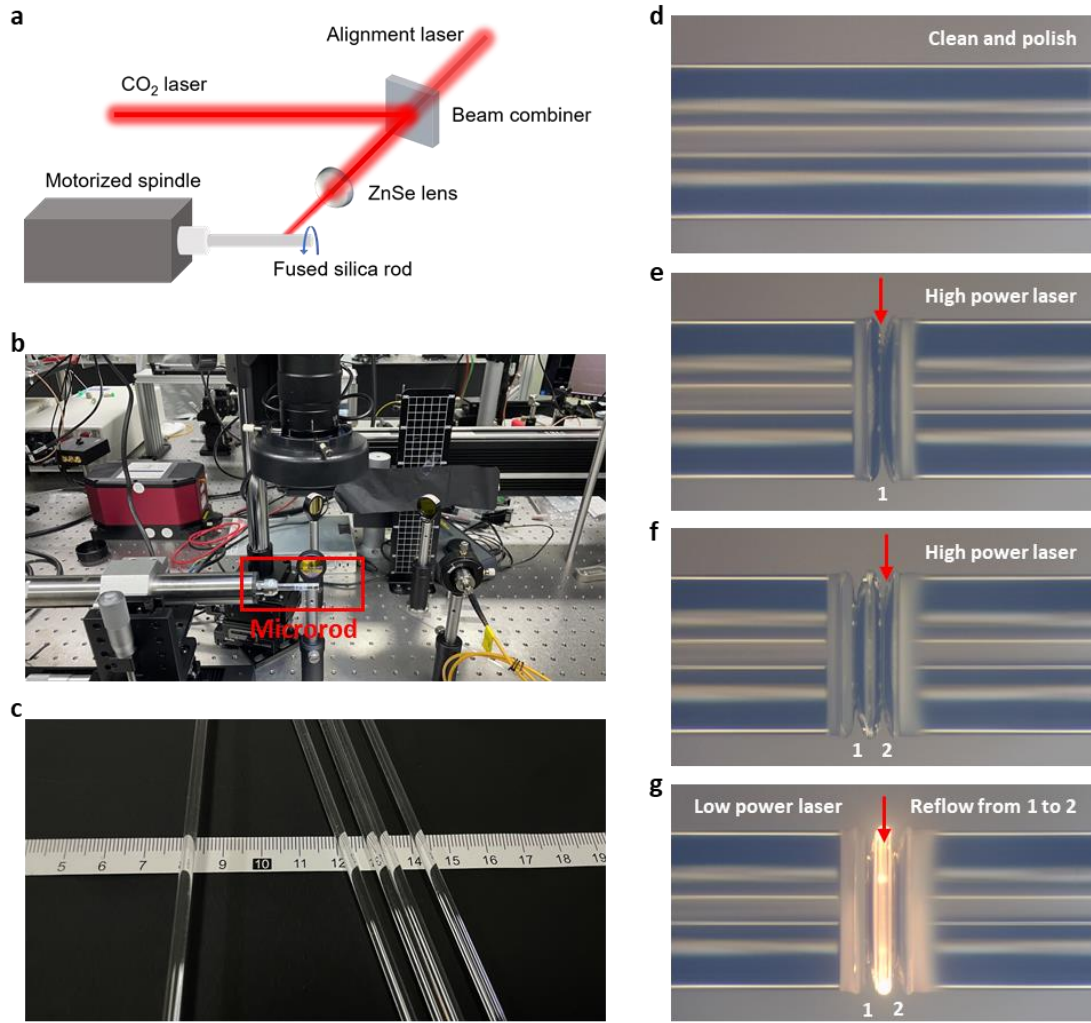 a
Alignment laser
CO₂ laser
Beam combiner
Motorized spindle
ZnSe lens
Fused silica rod
b
Microrod
c
5 6 7 8 9 10 11 12 13 14 15 16 17 18 19
d
Clean and polish
e
High power laser
1
f
High power laser
1 2
g
Low power laser Reflow from 1 to 2
1 2